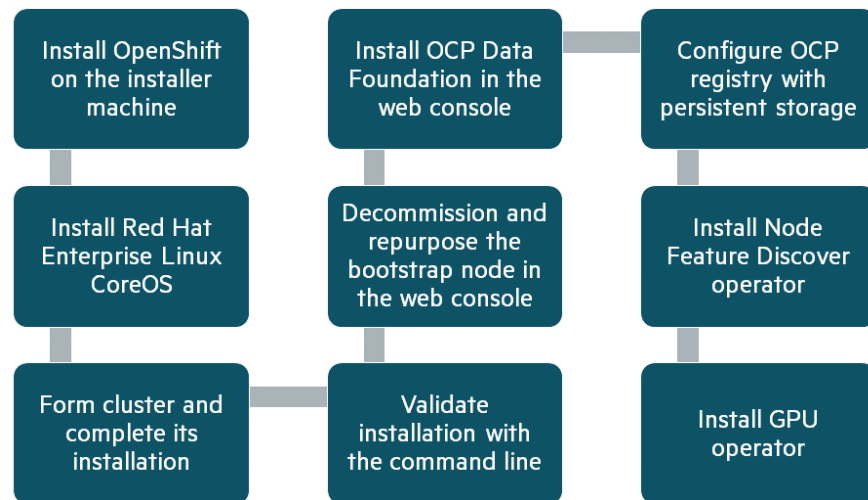 Install OpenShift
on the installer
machine
Install Red Hat
Enterprise Linux
CoreOS
Form cluster and
complete its
installation
Validate
installation with
the command line
Decommission and
repurpose the
bootstrap node in
the web console
Install OCP Data
Foundation in the
web console
Configure OCP
registry with
persistent storage
Install Node
Feature Discover
operator
Install GPU
operator